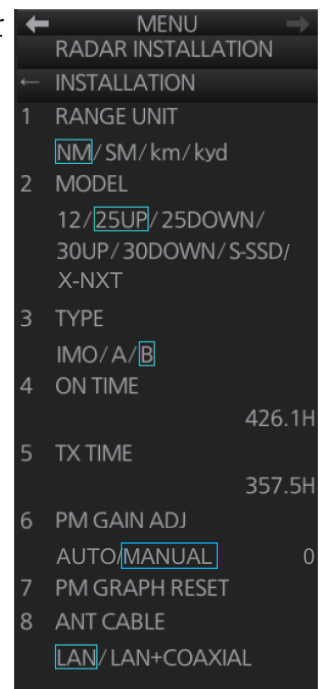 r
← MENU →
RADAR INSTALLATION
← INSTALLATION
1 RANGE UNIT
NM/SM/km/kyd
2 MODEL
12/25UP/25DOWN/
30UP/30DOWN/S-SSD/
X-NXT
3 TYPE
IMO/A/B
4 ON TIME
426.1H
5 TX TIME
357.5H
6 PM GAIN ADJ
AUTO/MANUAL 0
7 PM GRAPH RESET
8 ANT CABLE
LAN/LAN+COAXIAL